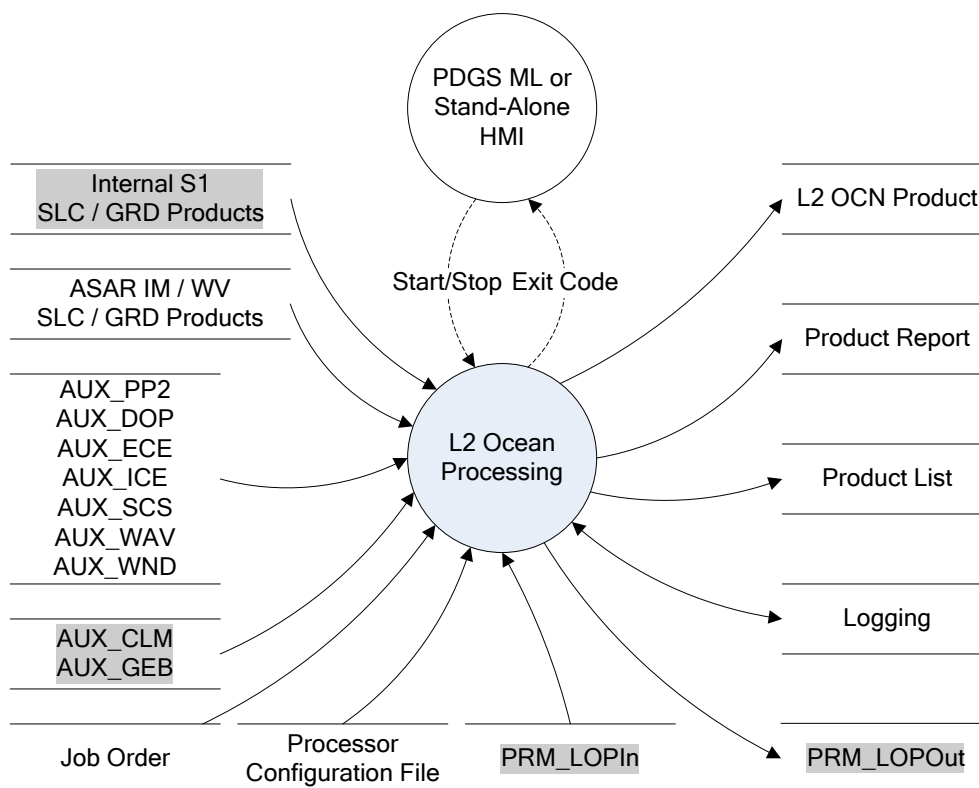 PDGS ML or
Stand-Alone
HMI
Internal S1
SLC / GRD Products
L2 OCN Product
Start/Stop
Exit Code
ASAR IM / WV
SLC / GRD Products
Product Report
AUX_PP2
AUX_DOP
AUX_ECE
AUX_ICE
AUX_SCS
AUX_WAV
AUX_WND
L2 Ocean
Processing
Product List
AUX_CLM
AUX_GEB
Logging
Job Order
Processor
Configuration File
PRM_LOPIn
PRM_LOPOut